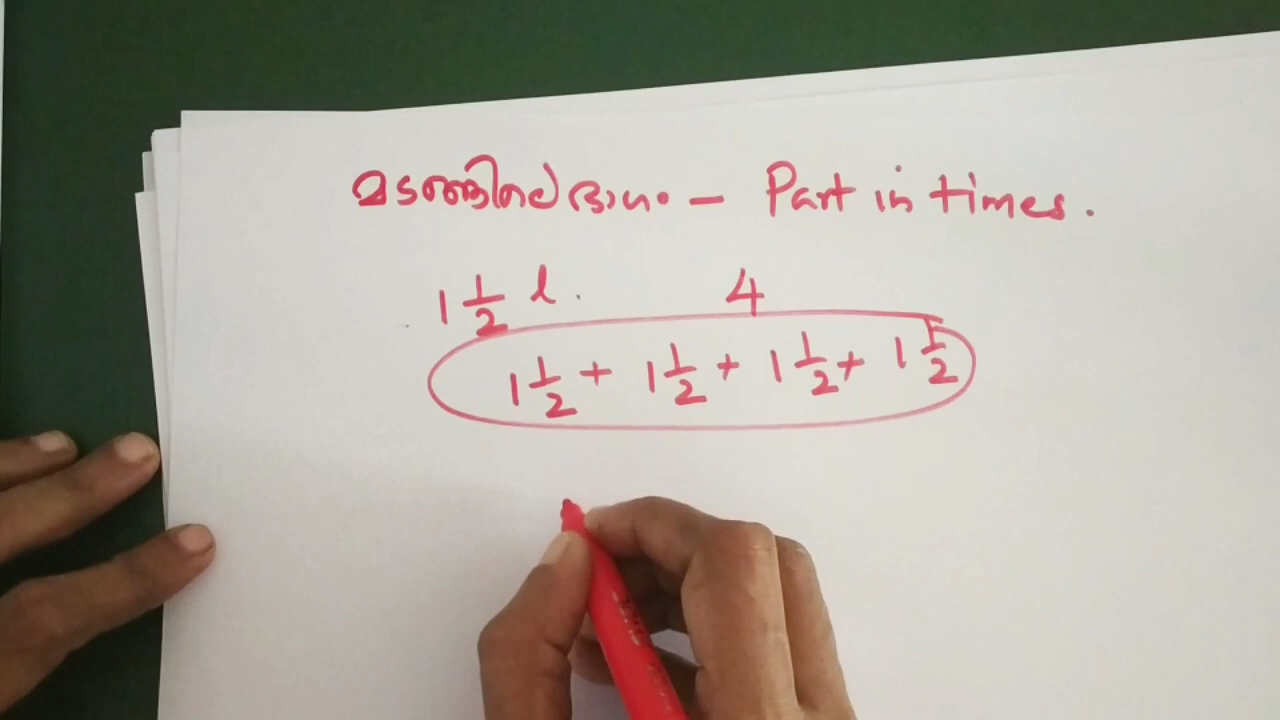 മടങ്ങിലെ ഭാഗം - Part in times.
1 1/2 l. 4
1 1/2 + 1 1/2 + 1 1/2 + 1 1/2